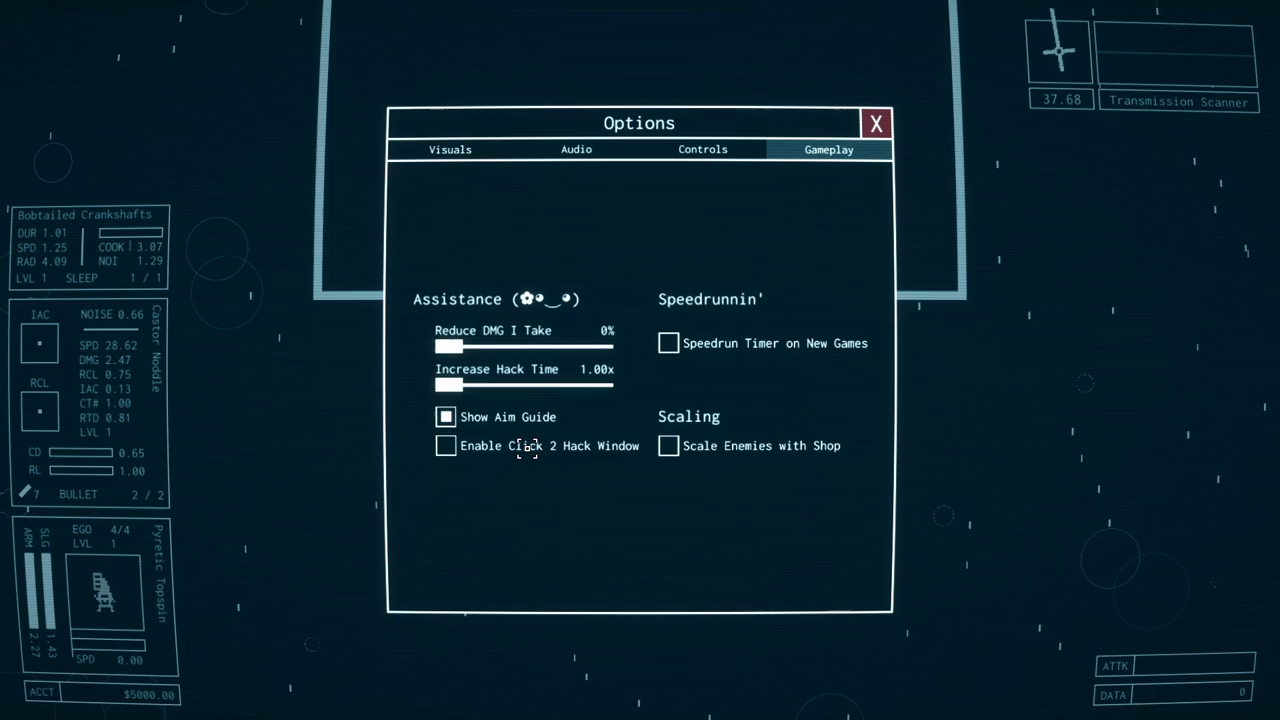 37.68
Transmission Scanner
Options
X
Visuals
Audio
Controls
Gameplay
Bobtailed Crankshafts
DUR 1.01
SPD 1.25
COOK 3.07
RAD 4.09
NOI 1.29
LVL 1
SLEEP
1 / 1
Assistance (✿◕‿◕)
Reduce DMG I Take
0%
Increase Hack Time
1.00x
Show Aim Guide
Enable Click 2 Hack Window
Speedrunnin'
Speedrun Timer on New Games
Scaling
Scale Enemies with Shop
IAC
RCL
NOISE 0.66
SPD 28.62
DMG 2.47
RCL 0.75
IAC 0.13
CT# 1.00
RTD 0.81
LVL 1
Castor Noddle
CD
0.65
RL
1.00
7
BULLET
2 / 2
ARM
SLG
EGO 4/4
LVL 1
Pyretic Topspin
2.27
1.43
SPD
0.00
ACCT
$5000.00
ATTK
DATA
0